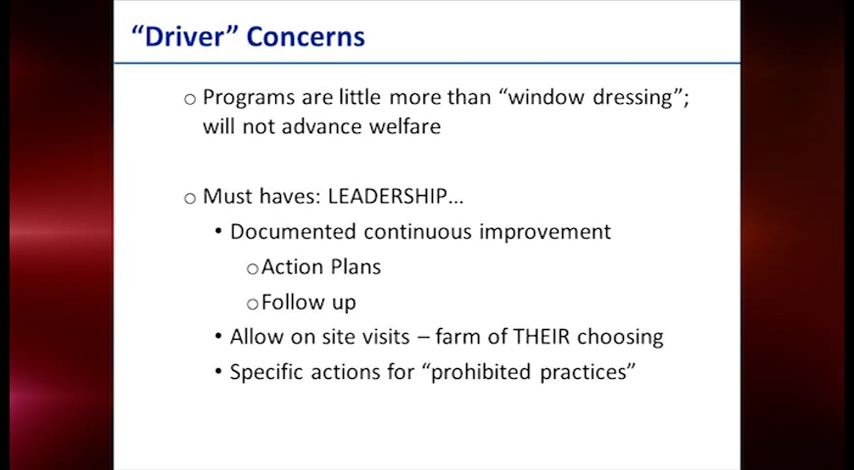 “Driver” Concerns
○ Programs are little more than “window dressing”;
will not advance welfare
○ Must haves: LEADERSHIP...
• Documented continuous improvement
○Action Plans
○Follow up
• Allow on site visits – farm of THEIR choosing
• Specific actions for “prohibited practices”